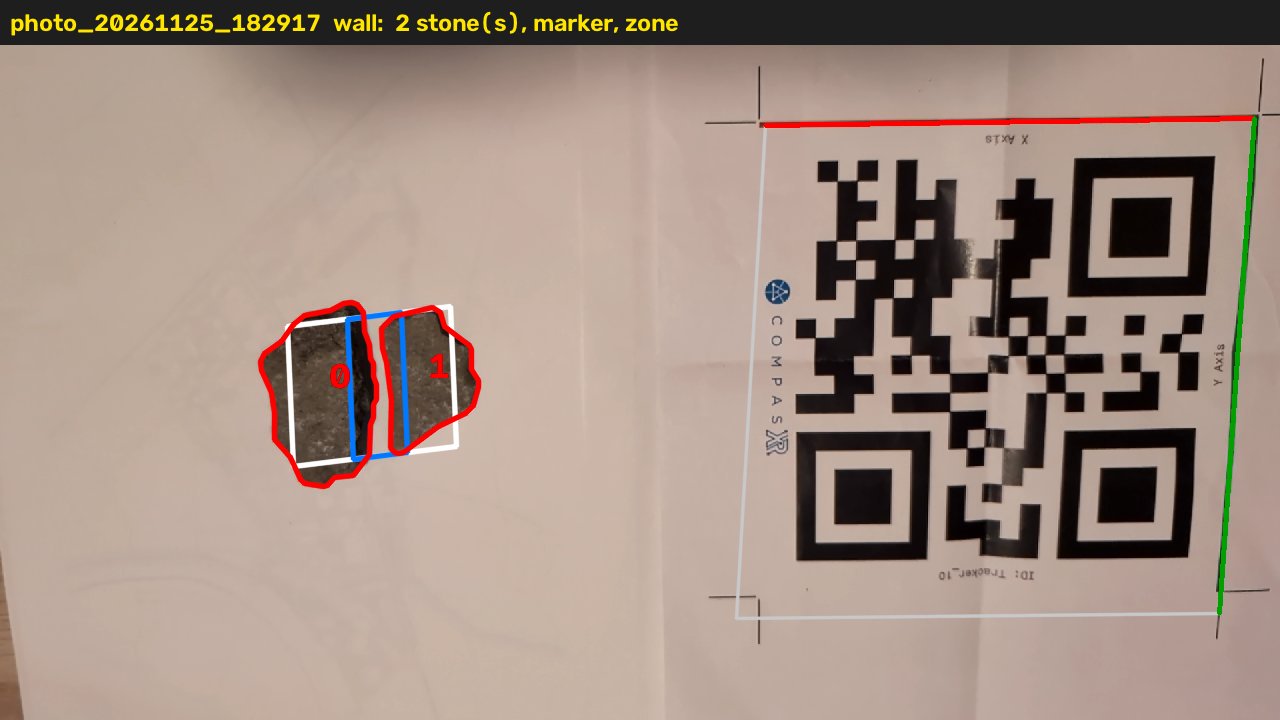 photo_20261125_182917 wall: 2 stone(s), marker, zone
X Axis
0
1
COMPAS XR
Y Axis
ID: Tracker_10